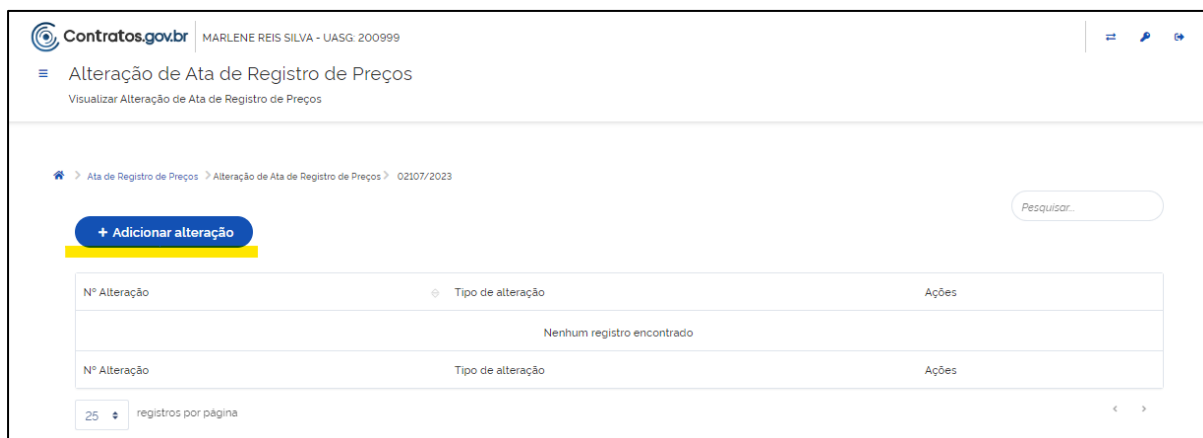 Contratos.gov.br MARLENE REIS SILVA - UASG: 200999
Alteração de Ata de Registro de Preços
Visualizar Alteração de Ata de Registro de Preços
Ata de Registro de Preços > Alteração de Ata de Registro de Preços > 02107/2023
Pesquisar...
+ Adicionar alteração
Nº Alteração Tipo de alteração Ações
Nenhum registro encontrado
Nº Alteração Tipo de alteração Ações
25 registros por página